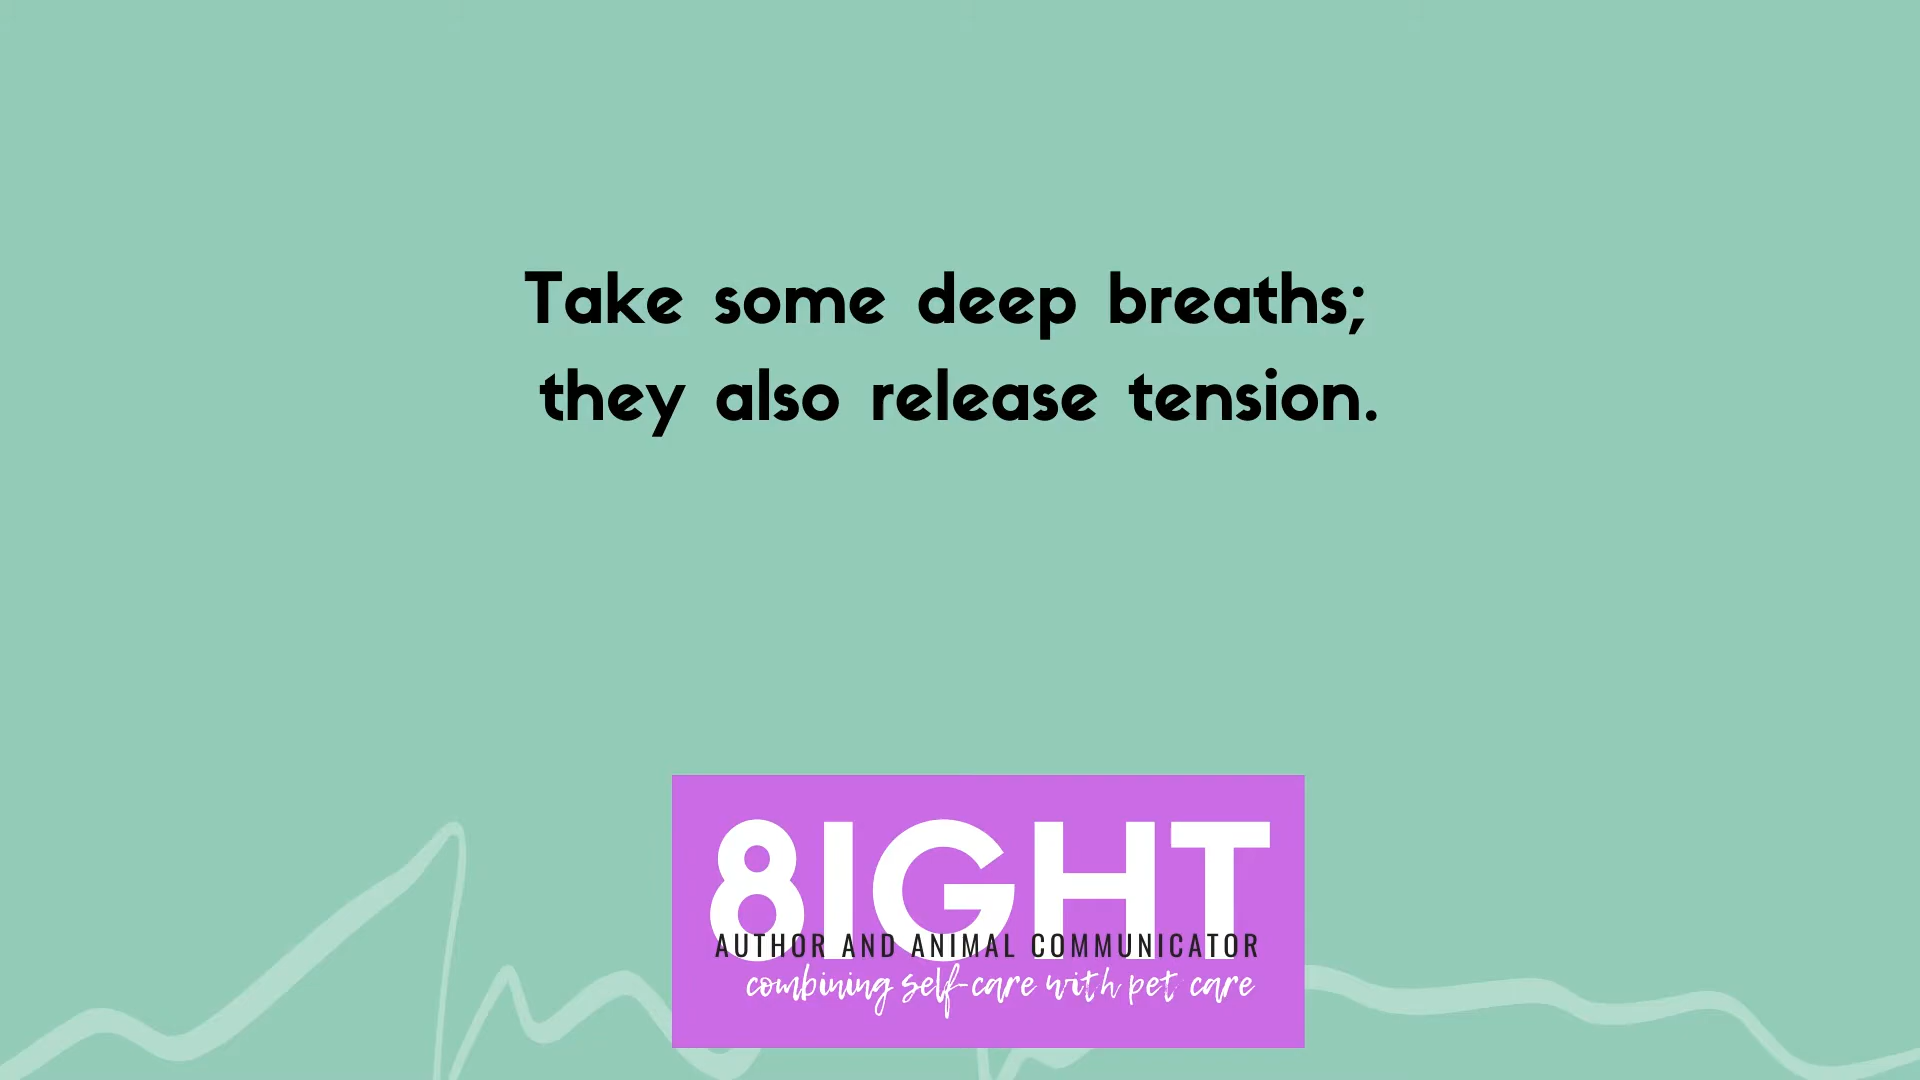 Take some deep breaths;
they also release tension.
8IGHT
AUTHOR AND ANIMAL COMMUNICATOR
combining self-care with pet care